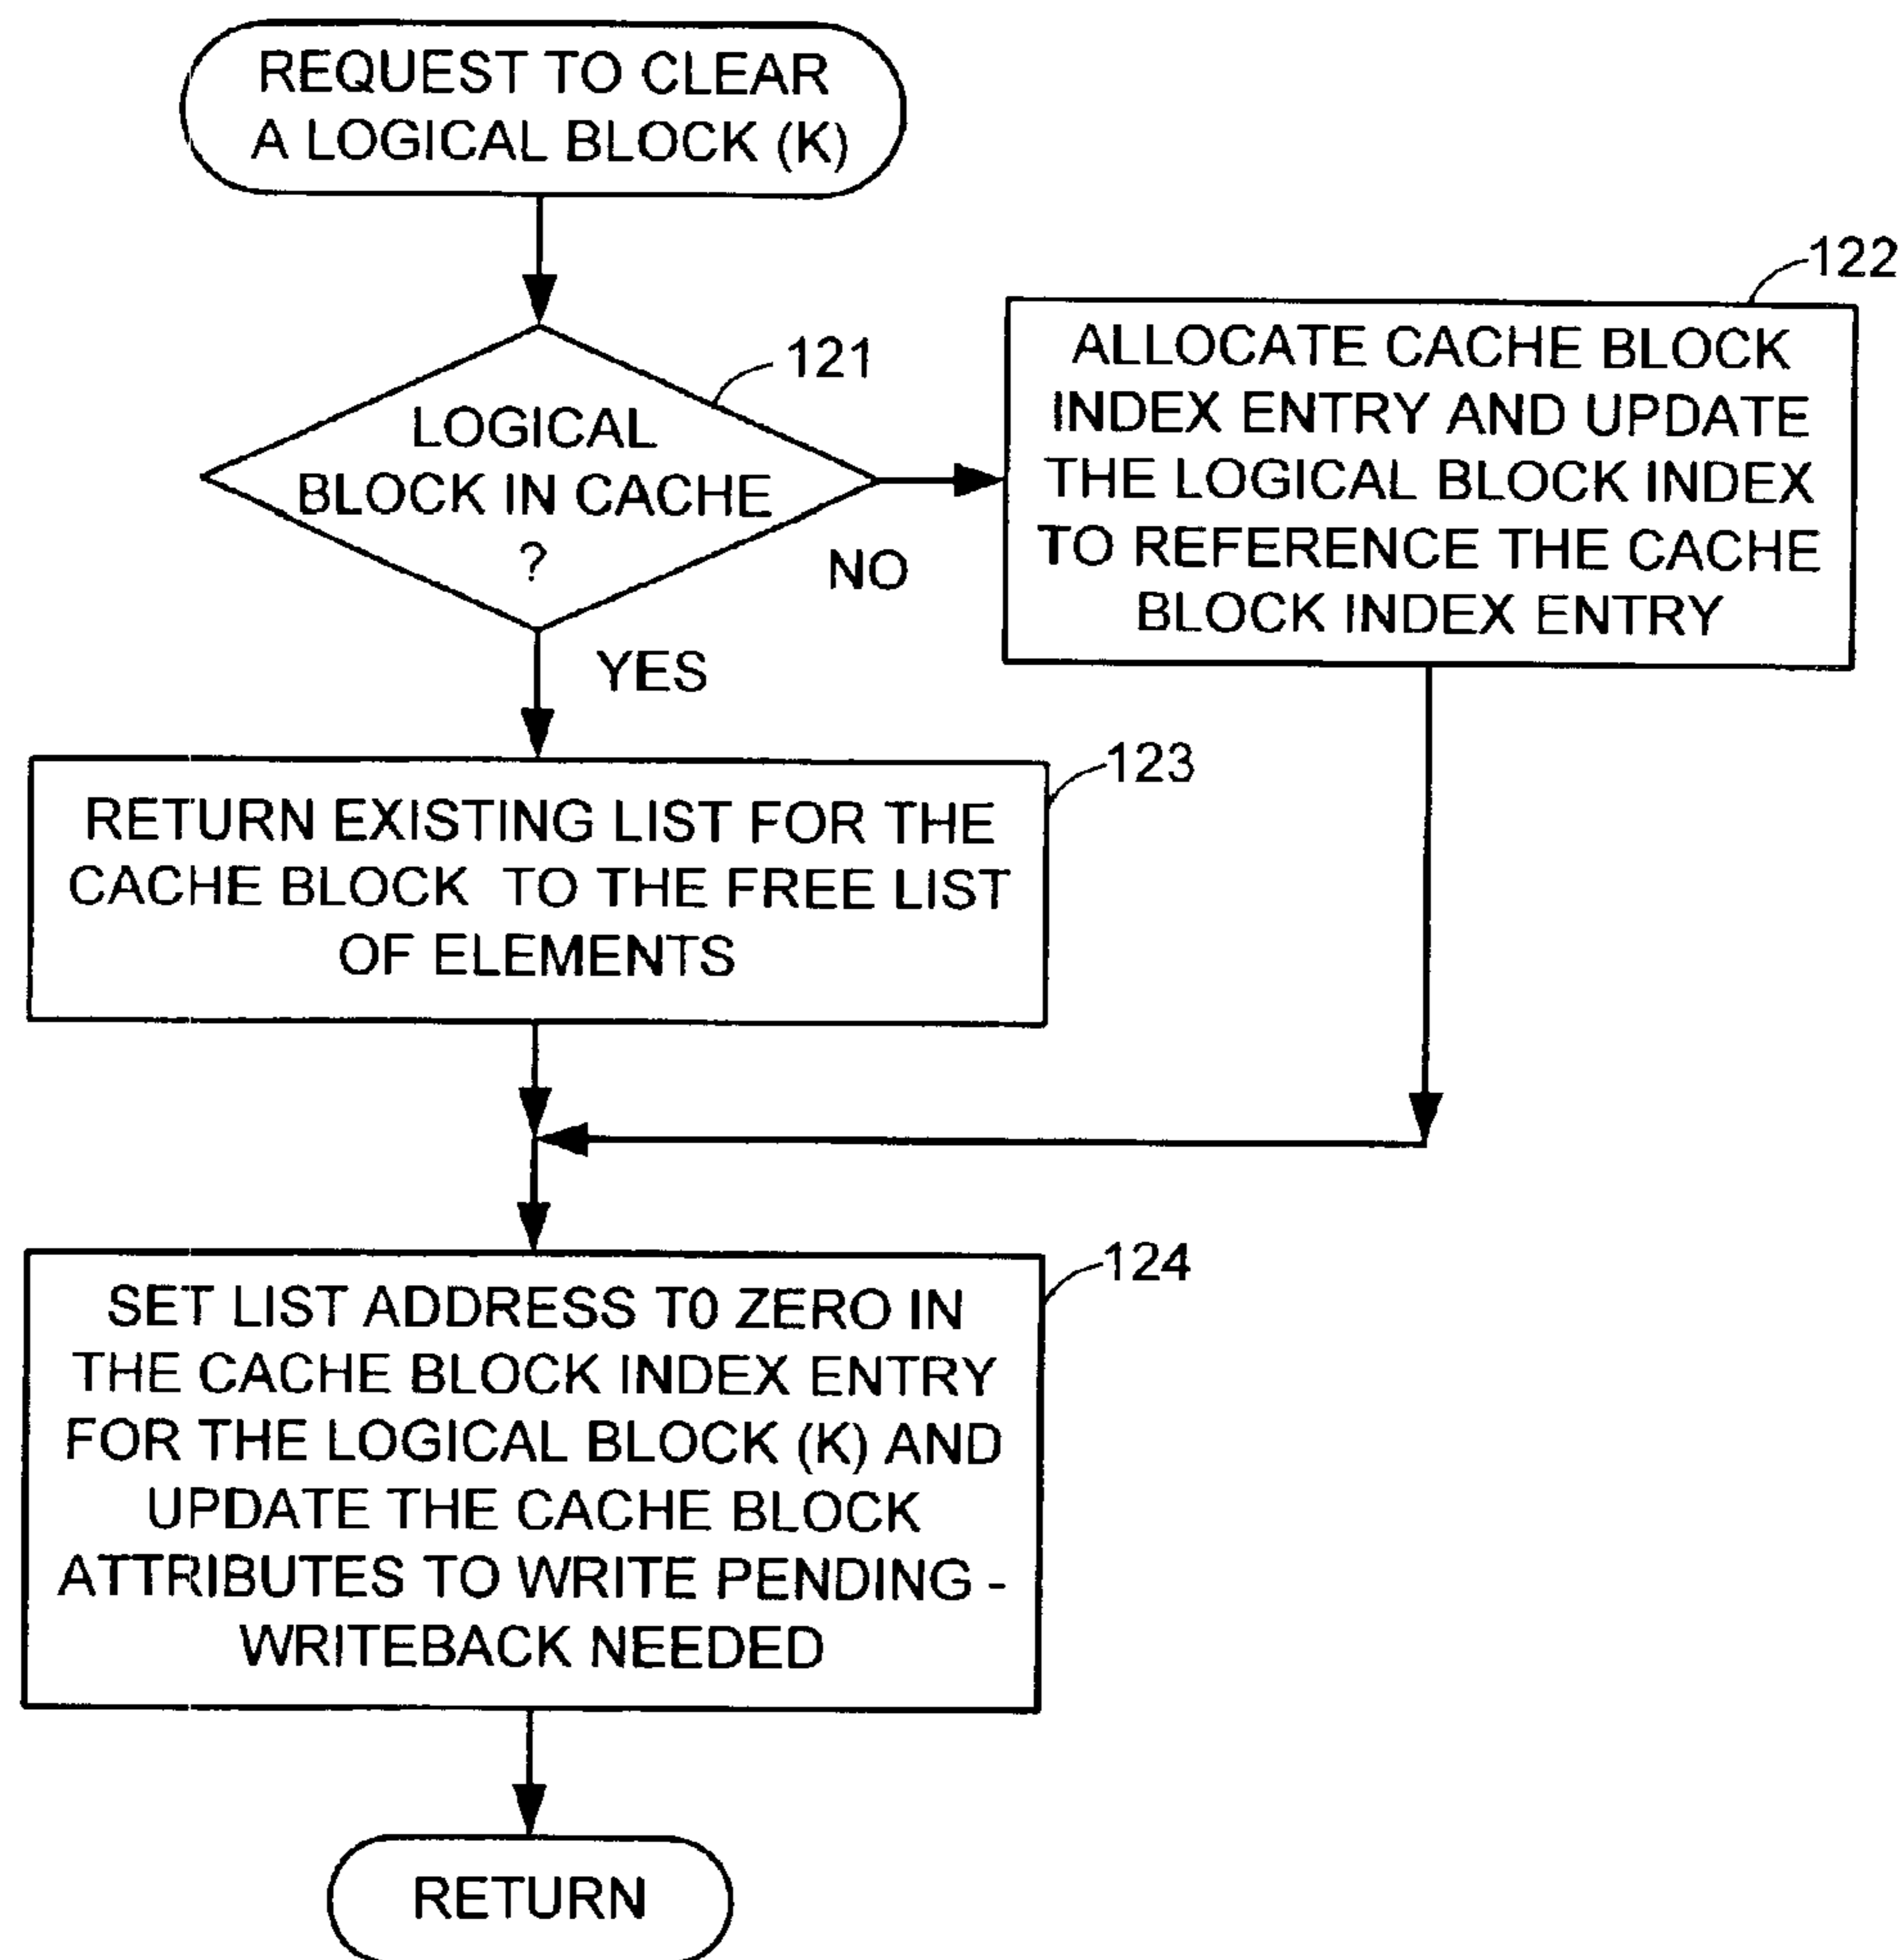 REQUEST TO CLEAR
A LOGICAL BLOCK (K)
121
LOGICAL
BLOCK IN CACHE
?
NO
YES
122
ALLOCATE CACHE BLOCK
INDEX ENTRY AND UPDATE
THE LOGICAL BLOCK INDEX
TO REFERENCE THE CACHE
BLOCK INDEX ENTRY
123
RETURN EXISTING LIST FOR THE
CACHE BLOCK TO THE FREE LIST
OF ELEMENTS
124
SET LIST ADDRESS T0 ZERO IN
THE CACHE BLOCK INDEX ENTRY
FOR THE LOGICAL BLOCK (K) AND
UPDATE THE CACHE BLOCK
ATTRIBUTES TO WRITE PENDING -
WRITEBACK NEEDED
RETURN